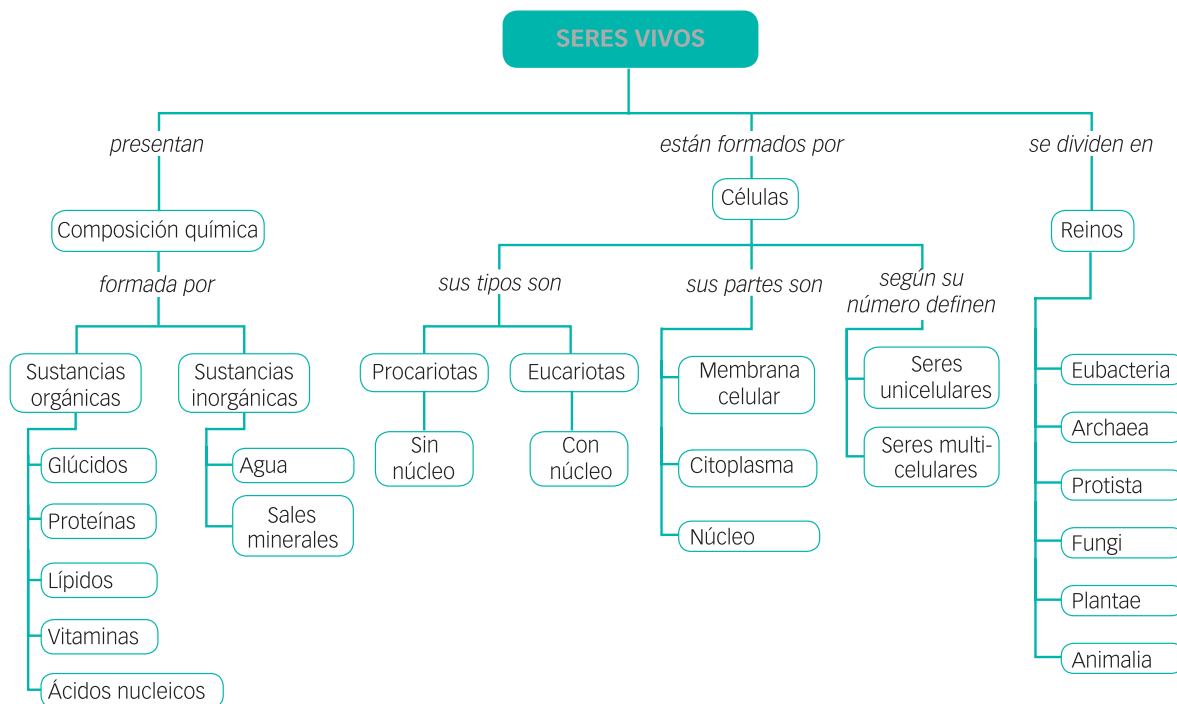 SERES VIVOS
presentan
están formados por
se dividen en
Composición química
Células
Reinos
formada por
sus tipos son
sus partes son
según su
número definen
Sustancias
orgánicas
Sustancias
inorgánicas
Procariotas
Eucariotas
Membrana
celular
Seres
unicelulares
Eubacteria
Sin
núcleo
Con
núcleo
Seres multi-
celulares
Archaea
Glúcidos
Agua
Citoplasma
Protista
Proteínas
Sales
minerales
Núcleo
Fungi
Lípidos
Plantae
Vitaminas
Animalia
Ácidos nucleicos